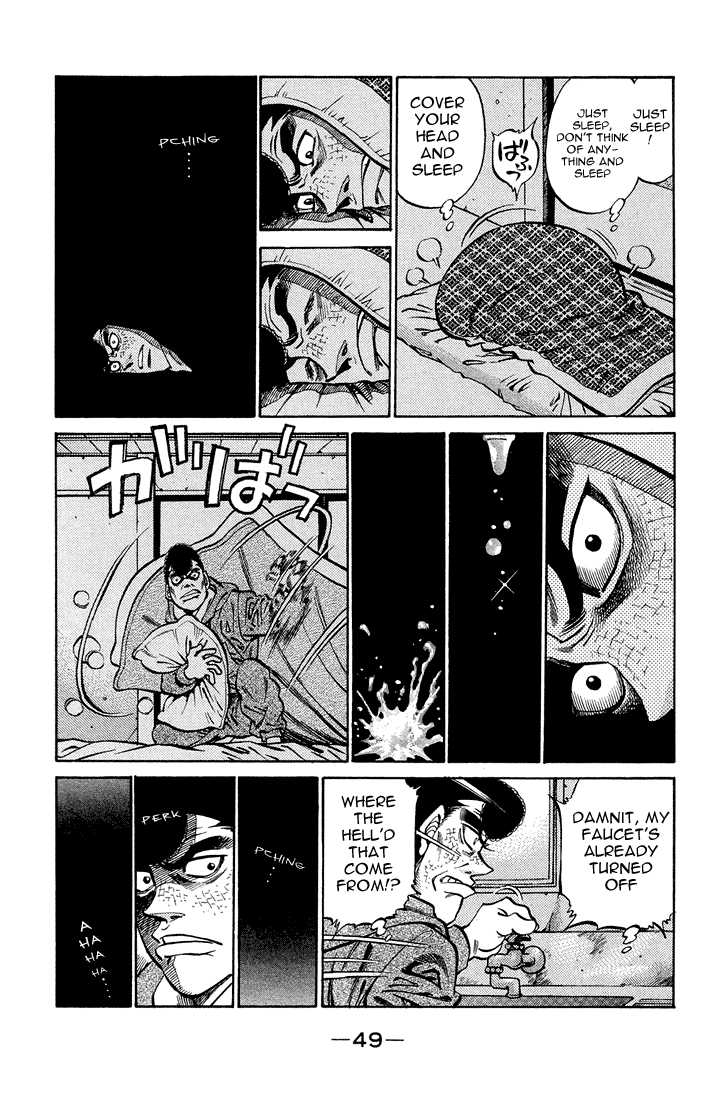 JUST
SLEEP
!
JUST
SLEEP,
DON'T THINK
OF ANY-
THING AND
SLEEP
ばふっ
COVER
YOUR
HEAD
AND
SLEEP
PCHING
......
ガバッ
DAMNIT, MY
FAUCET'S
ALREADY
TURNED
OFF
WHERE
THE
HELL'D
THAT
COME
FROM!?
PCHING
...
PERK
A
HA
HA
HA
......
—49—